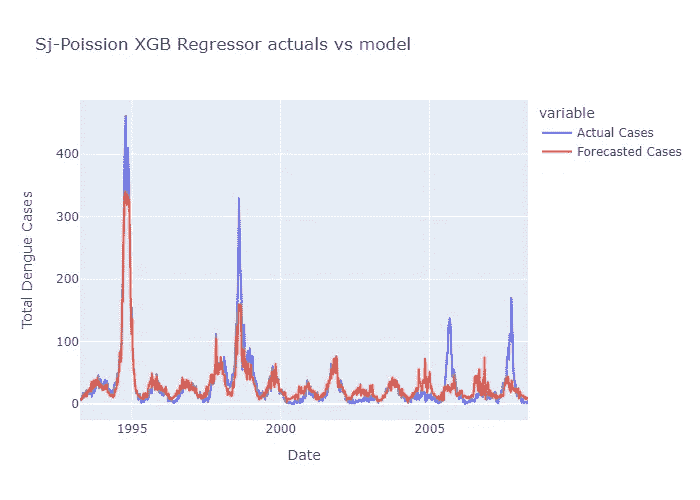 Sj-Poission XGB Regressor actuals vs model
variable
Actual Cases
Forecasted Cases
Total Dengue Cases
400
300
200
100
0
1995
2000
2005
Date